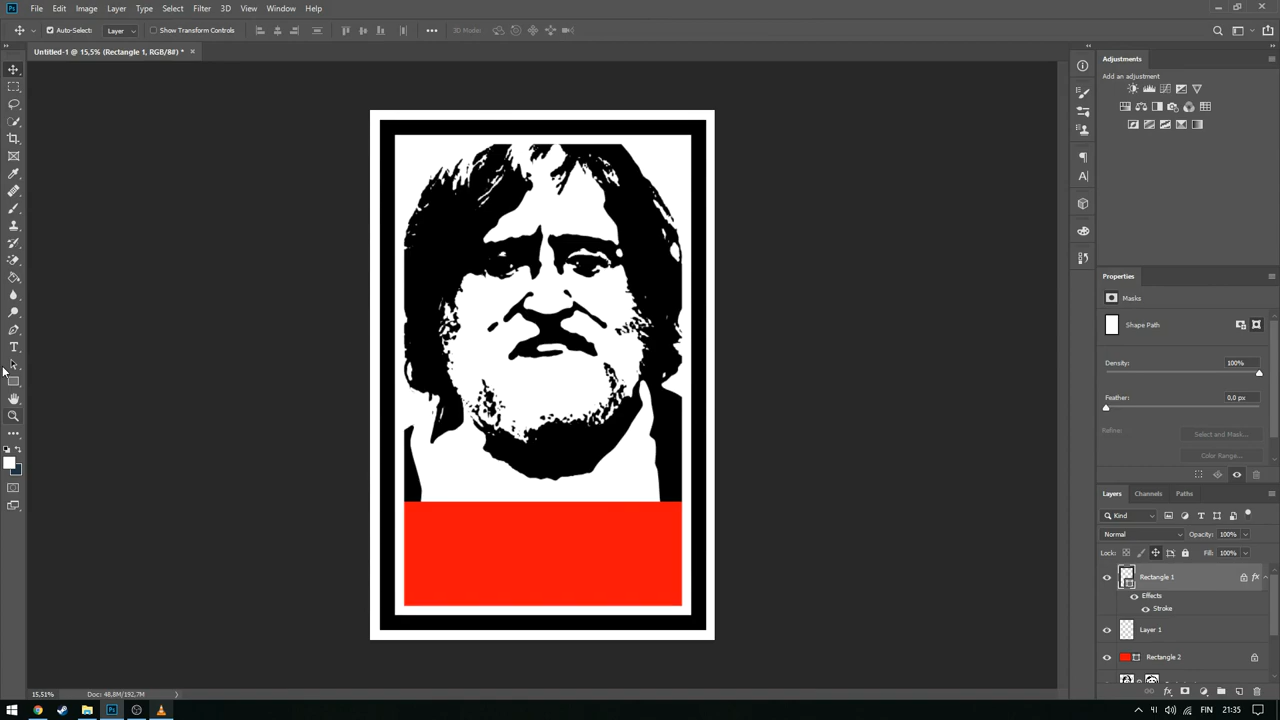 Ps File Edit Image Layer Type Select Filter 3D View Window Help
Auto-Select: Layer Show Transform Controls 3D Mode:
Untitled-1 @ 15,5% (Rectangle 1, RGB/8#) * ×
Adjustments
Add an adjustment
Properties
Masks
Shape Path
Density: 100%
Feather: 0,0 px
Refine: Select and Mask...
Color Range...
Layers Channels Paths
Kind
Normal Opacity: 100%
Lock: Fill: 100%
Rectangle 1 fx
Effects
Stroke
Layer 1
Rectangle 2
15,51% Doc: 48,8M/192,7M
FIN 21:35